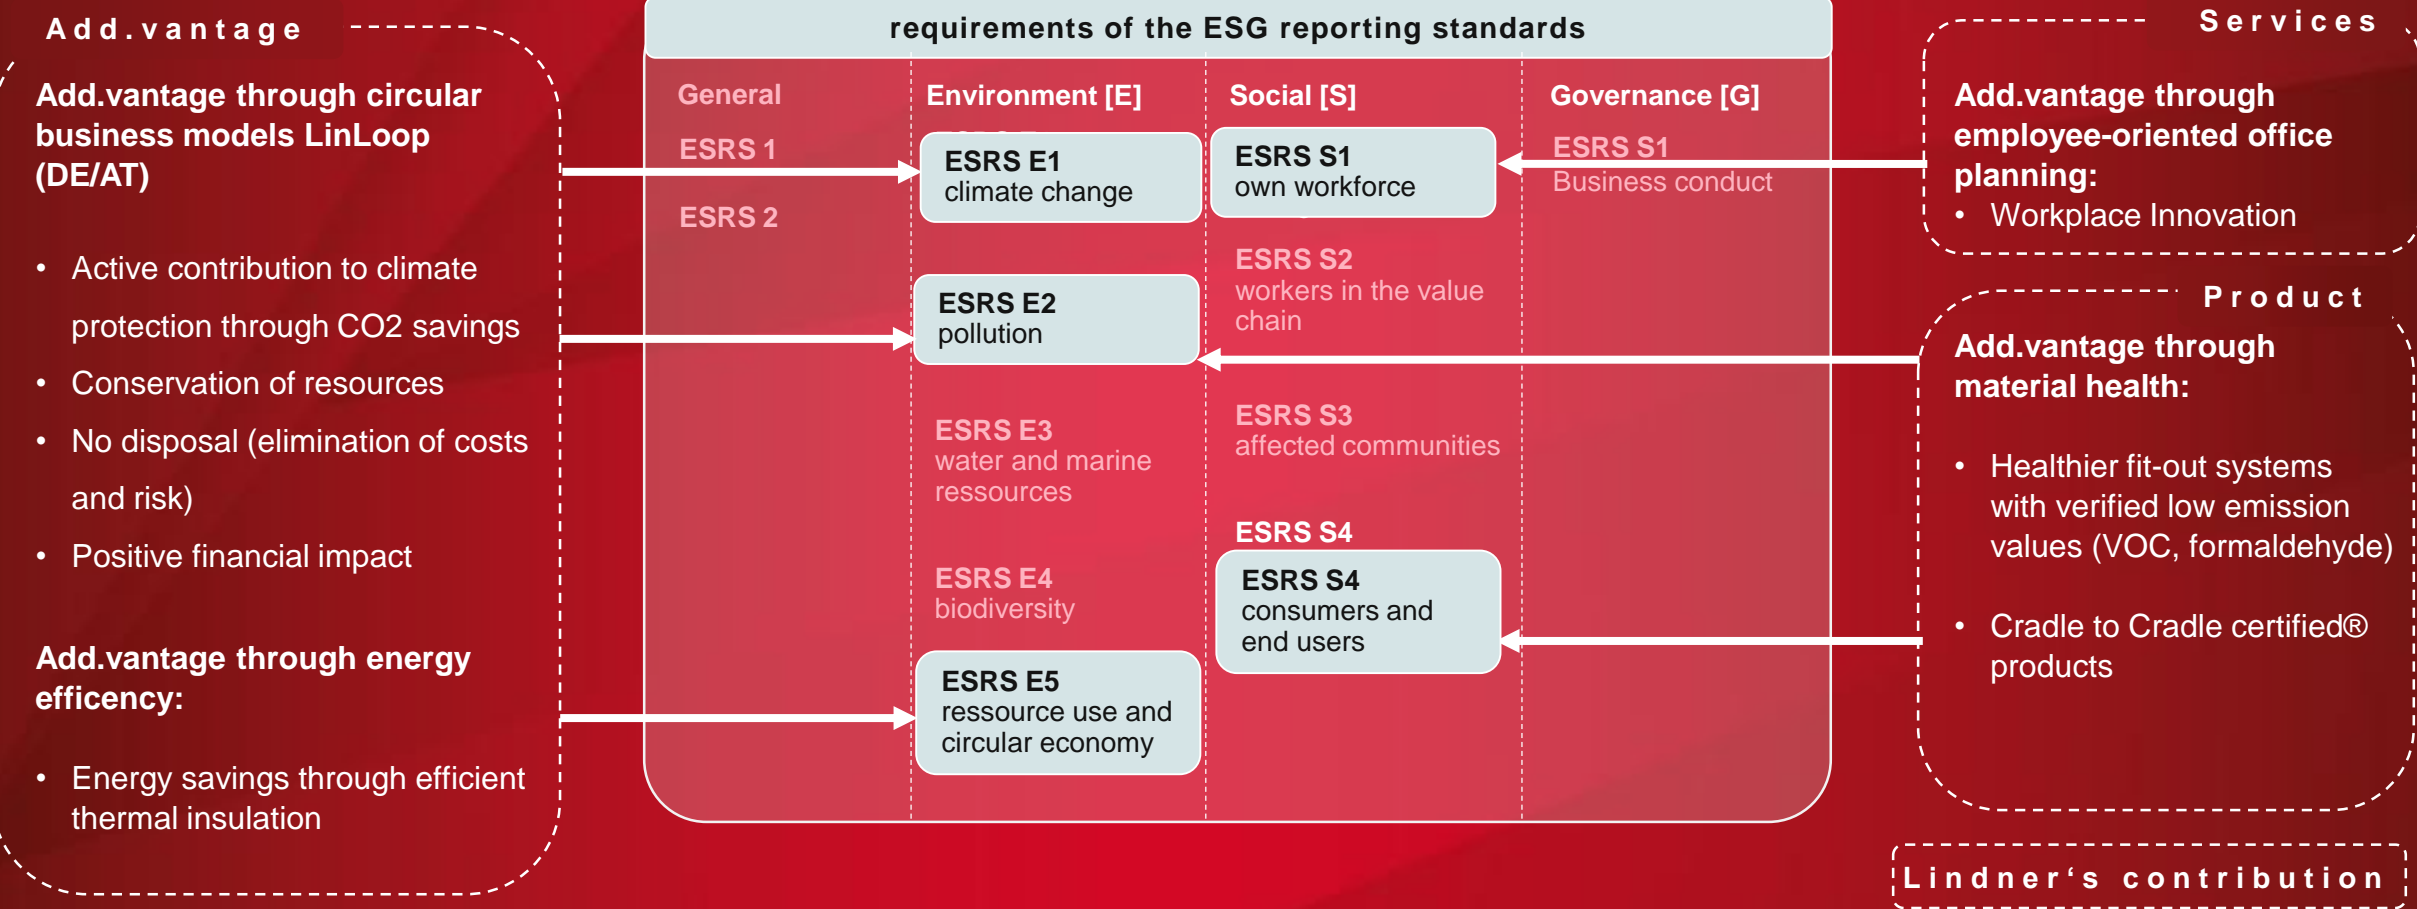 Add.vantage
Add.vantage through circular
business models LinLoop
(DE/AT)
• Active contribution to climate
protection through CO2 savings
• Conservation of resources
• No disposal (elimination of costs
and risk)
• Positive financial impact
Add.vantage through energy
efficency:
• Energy savings through efficient
thermal insulation
requirements of the ESG reporting standards
General
ESRS 1
ESRS 2
Environment [E]
ESRS E1
climate change
ESRS E2
pollution
ESRS E3
water and marine
ressources
ESRS E4
biodiversity
ESRS E5
ressource use and
circular economy
Social [S]
ESRS S1
own workforce
ESRS S2
workers in the value
chain
ESRS S3
affected communities
ESRS S4
ESRS S4
consumers and
end users
Governance [G]
ESRS S1
Business conduct
Services
Add.vantage through
employee-oriented office
planning:
• Workplace Innovation
Product
Add.vantage through
material health:
• Healthier fit-out systems
with verified low emission
values (VOC, formaldehyde)
• Cradle to Cradle certified®
products
Lindner‘s contribution